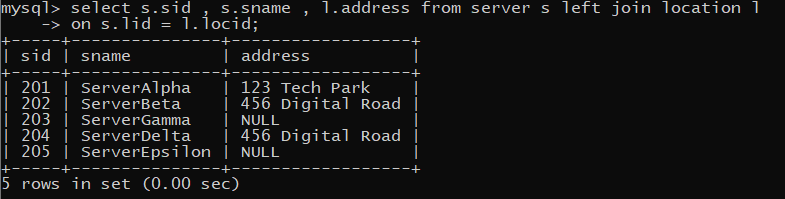 mysql> select s.sid , s.sname , l.address from server s left join location l
    -> on s.lid = l.locid;
+-----+---------------+------------------+
| sid | sname         | address          |
+-----+---------------+------------------+
| 201 | ServerAlpha   | 123 Tech Park    |
| 202 | ServerBeta    | 456 Digital Road |
| 203 | ServerGamma   | NULL             |
| 204 | ServerDelta   | 456 Digital Road |
| 205 | ServerEpsilon | NULL             |
+-----+---------------+------------------+
5 rows in set (0.00 sec)